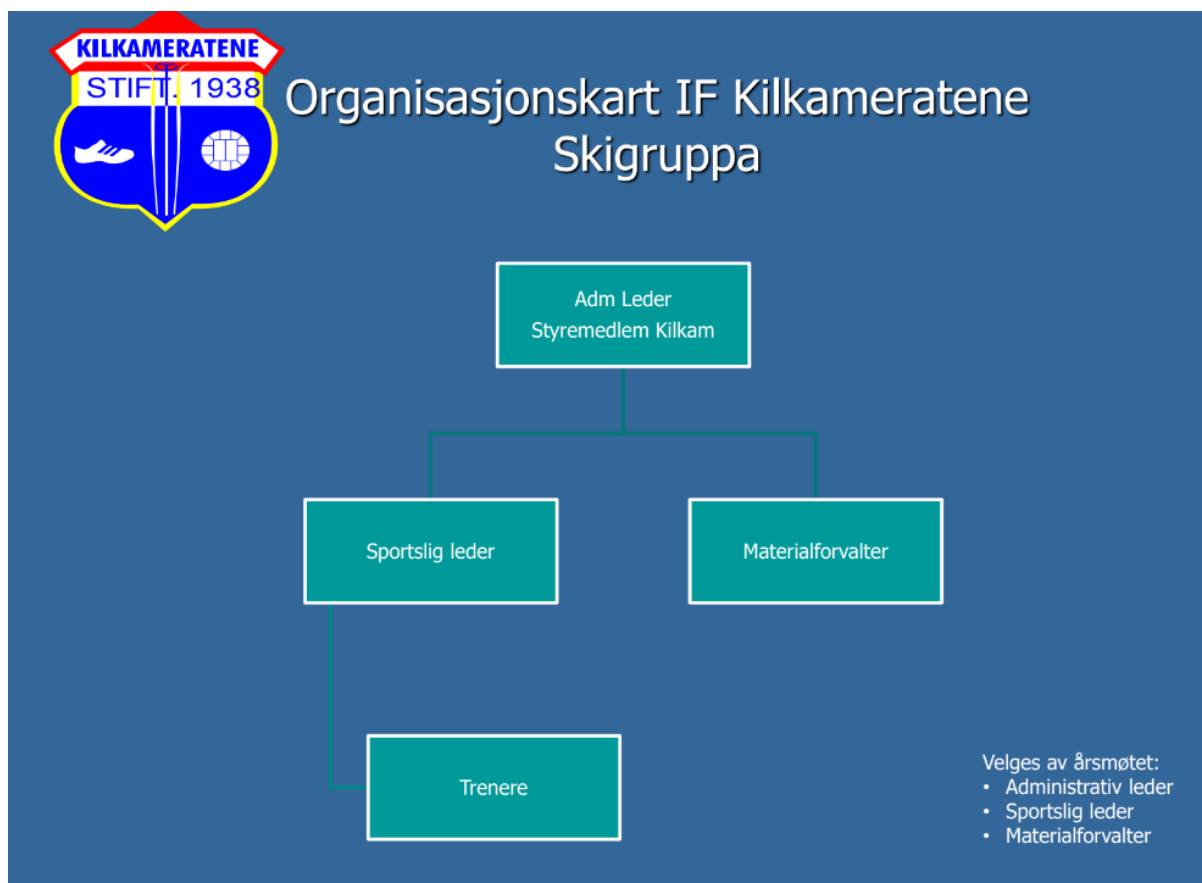 KILKAMERATENE
STIFT. 1938
Organisasjonskart IF Kilkameratene
Skigruppa
Adm Leder
Styremedlem Kilkam
Sportslig leder
Materialforvalter
Trenere
Velges av årsmøtet:
• Administrativ leder
• Sportslig leder
• Materialforvalter